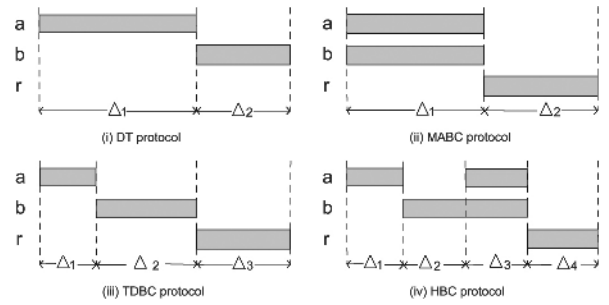 a
b
r
Δ1
Δ2
(i) DT protocol
a
b
r
Δ1
Δ2
(ii) MABC protocol
a
b
r
Δ1
Δ2
Δ3
(iii) TDBC protocol
a
b
r
Δ1
Δ2
Δ3
Δ4
(iv) HBC protocol